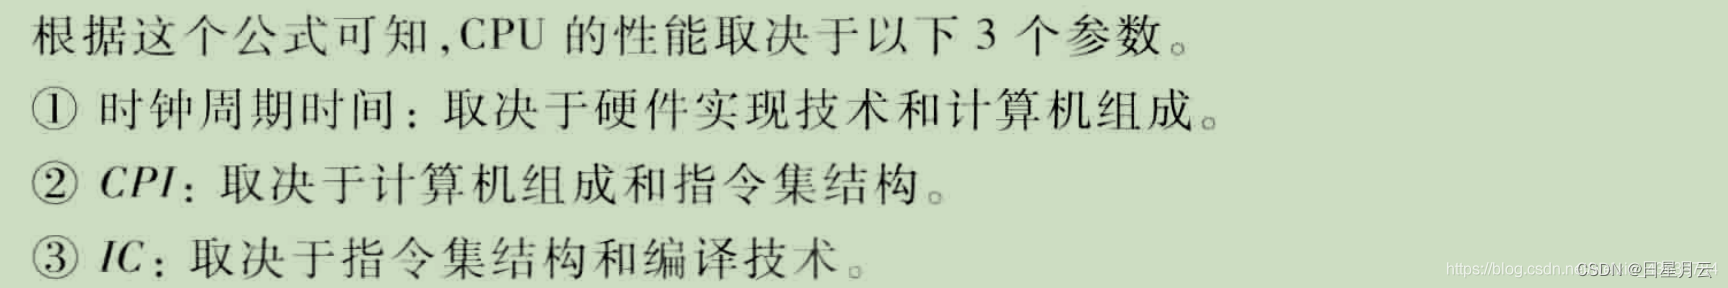 根据这个公式可知,CPU 的性能取决于以下 3 个参数。
① 时钟周期时间: 取决于硬件实现技术和计算机组成。
② CPI: 取决于计算机组成和指令集结构。
③ IC: 取决于指令集结构和编译技术。
https://blog.csdn.ne
CSDN @日星月云